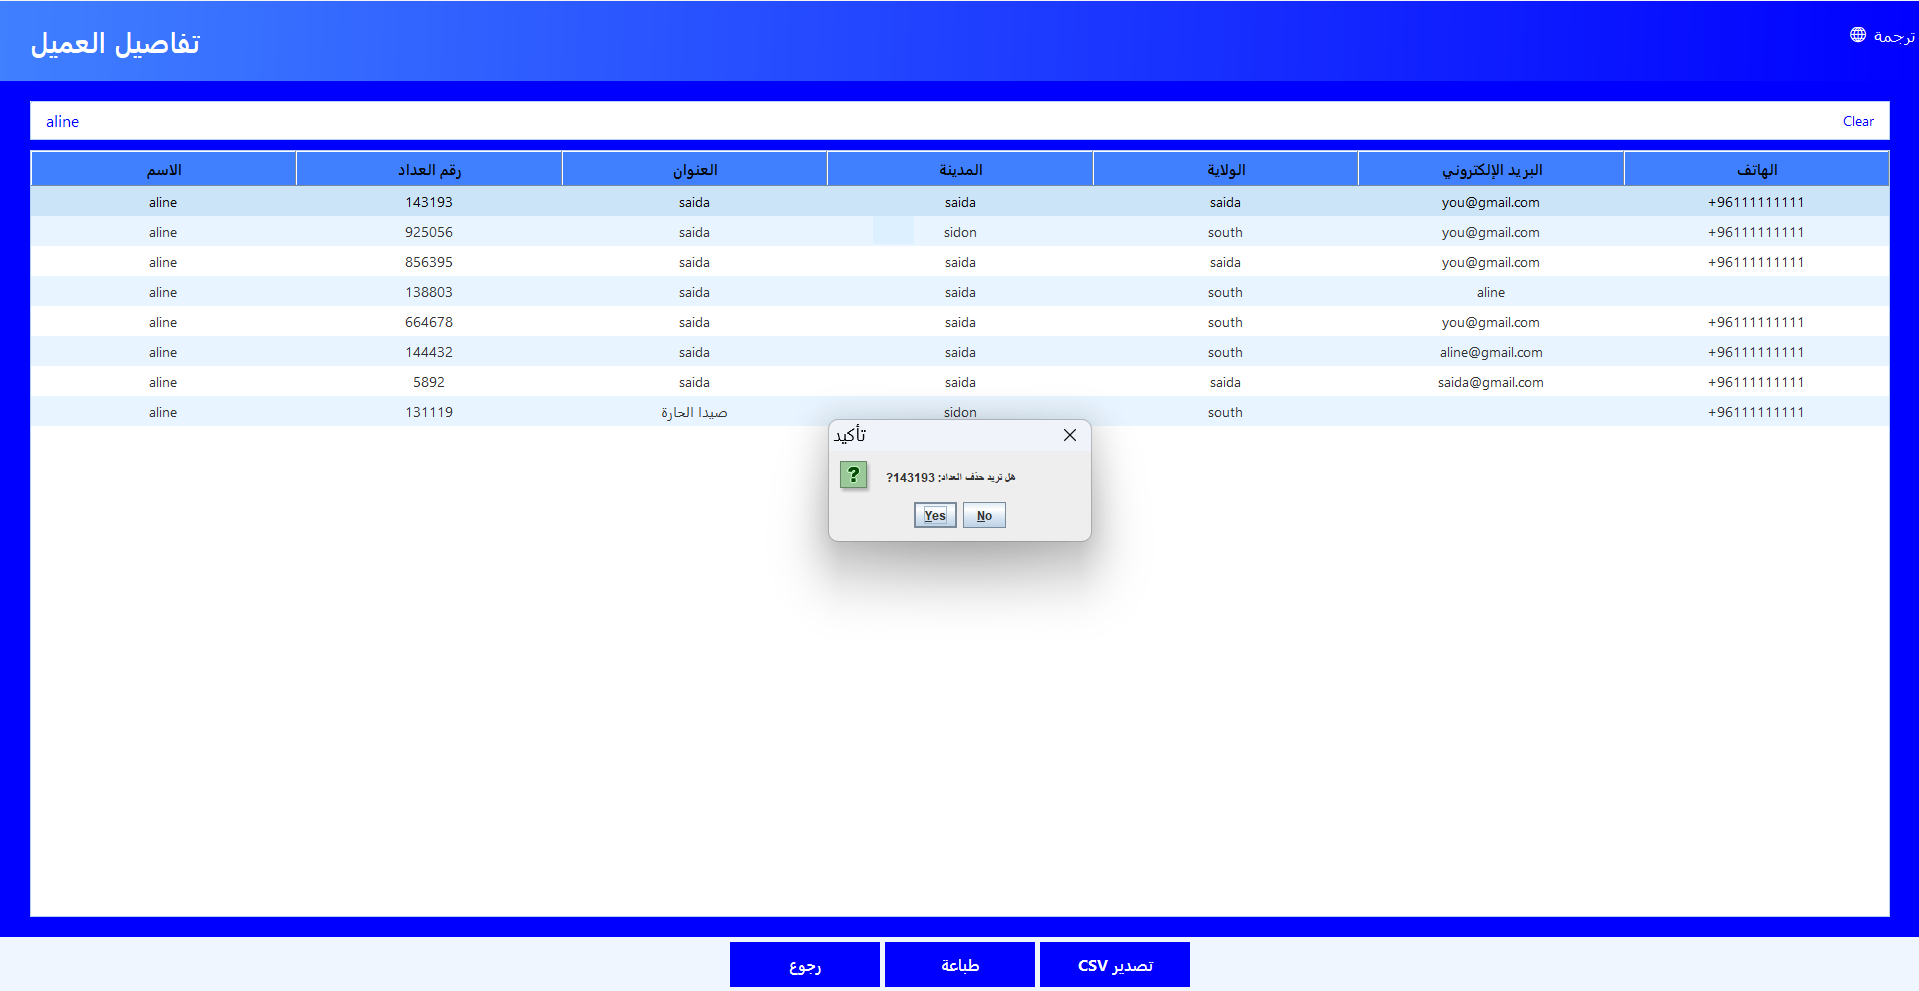 تفاصيل العميل
ترجمة
aline
Clear
الاسم رقم العداد العنوان المدينة الولاية البريد الإلكتروني الهاتف
aline 143193 saida saida saida you@gmail.com +96111111111
aline 925056 saida sidon south you@gmail.com +96111111111
aline 856395 saida saida saida you@gmail.com +96111111111
aline 138803 saida saida south aline
aline 664678 saida saida south you@gmail.com +96111111111
aline 144432 saida saida south aline@gmail.com +96111111111
aline 5892 saida saida saida saida@gmail.com +96111111111
aline 131119 صيدا الحارة sidon south +96111111111
تأكيد
هل تريد حذف العداد: 143193?
Yes No
رجوع طباعة تصدير CSV